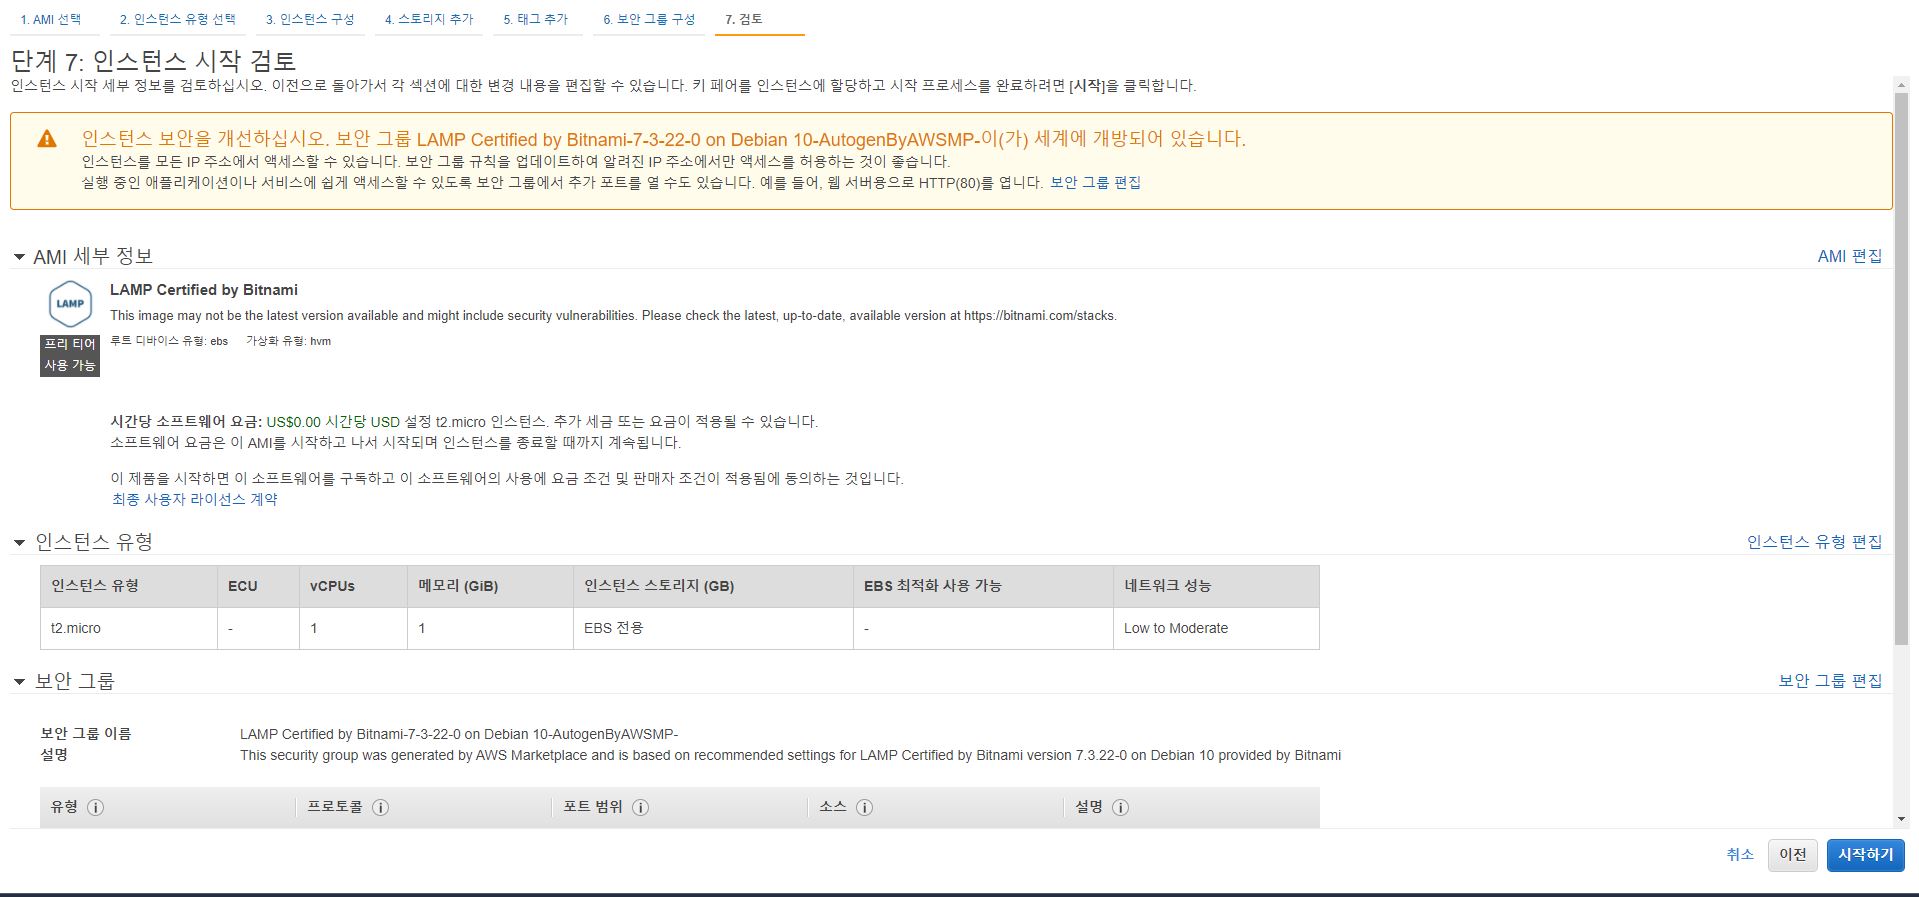 1. AMI 선택
2. 인스턴스 유형 선택
3. 인스턴스 구성
4. 스토리지 추가
5. 태그 추가
6. 보안 그룹 구성
7. 검토
단계 7: 인스턴스 시작 검토
인스턴스 시작 세부 정보를 검토하십시오. 이전으로 돌아가서 각 섹션에 대한 변경 내용을 편집할 수 있습니다. 키 페어를 인스턴스에 할당하고 시작 프로세스를 완료하려면 [시작]을 클릭합니다.
인스턴스 보안을 개선하십시오. 보안 그룹 LAMP Certified by Bitnami-7-3-22-0 on Debian 10-AutogenByAWSMP-이(가) 세계에 개방되어 있습니다.
인스턴스를 모든 IP 주소에서 액세스할 수 있습니다. 보안 그룹 규칙을 업데이트하여 알려진 IP 주소에서만 액세스를 허용하는 것이 좋습니다.
실행 중인 애플리케이션이나 서비스에 쉽게 액세스할 수 있도록 보안 그룹에서 추가 포트를 열 수도 있습니다. 예를 들어, 웹 서버용으로 HTTP(80)를 엽니다. 보안 그룹 편집
AMI 세부 정보
AMI 편집
LAMP
LAMP Certified by Bitnami
This image may not be the latest version available and might include security vulnerabilities. Please check the latest, up-to-date, available version at https://bitnami.com/stacks.
프리 티어
사용 가능
루트 디바이스 유형: ebs 가상화 유형: hvm
시간당 소프트웨어 요금: US$0.00 시간당 USD 설정 t2.micro 인스턴스. 추가 세금 또는 요금이 적용될 수 있습니다.
소프트웨어 요금은 이 AMI를 시작하고 나서 시작되며 인스턴스를 종료할 때까지 계속됩니다.
이 제품을 시작하면 이 소프트웨어를 구독하고 이 소프트웨어의 사용에 요금 조건 및 판매자 조건이 적용됨에 동의하는 것입니다.
최종 사용자 라이선스 계약
인스턴스 유형
인스턴스 유형 편집
인스턴스 유형 ECU vCPUs 메모리 (GiB) 인스턴스 스토리지 (GB) EBS 최적화 사용 가능 네트워크 성능
t2.micro - 1 1 EBS 전용 - Low to Moderate
보안 그룹
보안 그룹 편집
보안 그룹 이름 LAMP Certified by Bitnami-7-3-22-0 on Debian 10-AutogenByAWSMP-
설명 This security group was generated by AWS Marketplace and is based on recommended settings for LAMP Certified by Bitnami version 7.3.22-0 on Debian 10 provided by Bitnami
유형 프로토콜 포트 범위 소스 설명
취소 이전 시작하기